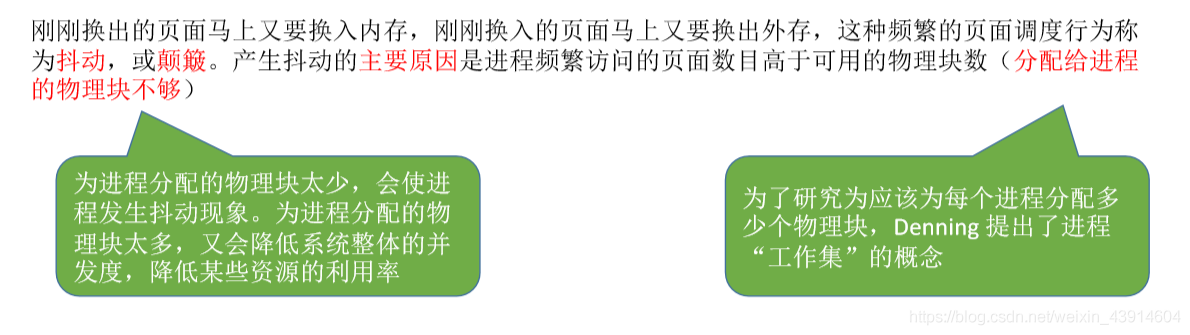 刚刚换出的页面马上又要换入内存，刚刚换入的页面马上又要换出外存，这种频繁的页面调度行为称
为抖动，或颠簸。产生抖动的主要原因是进程频繁访问的页面数目高于可用的物理块数（分配给进程
的物理块不够）
为进程分配的物理块太少，会使进
程发生抖动现象。为进程分配的物
理块太多，又会降低系统整体的并
发度，降低某些资源的利用率
为了研究为应该为每个进程分配多
少个物理块，Denning 提出了进程
“工作集”的概念
https://blog.csdn.net/weixin_43914604